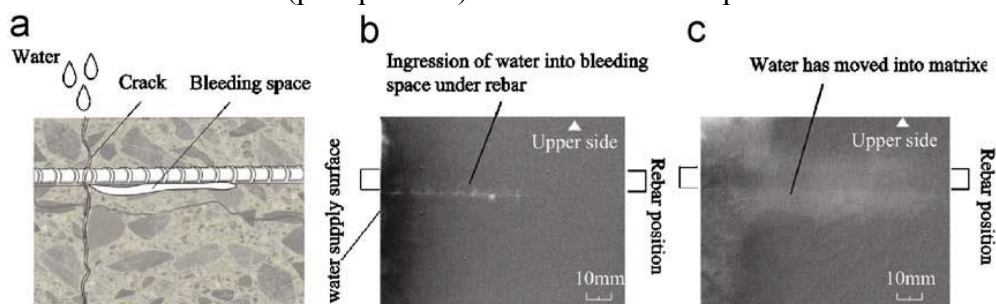 a
Water
Crack
Bleeding space
b
Ingression of water into bleeding
space under rebar
Upper side
water supply surface
Rebar position
10mm
c
Water has moved into matrixe
Upper side
Rebar position
10mm